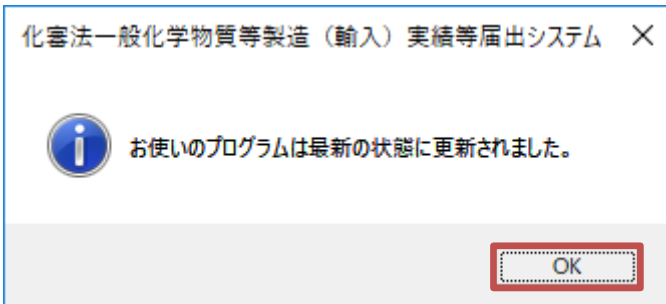 化審法一般化学物質等製造（輸入）実績等届出システム
お使いのプログラムは最新の状態に更新されました。
OK